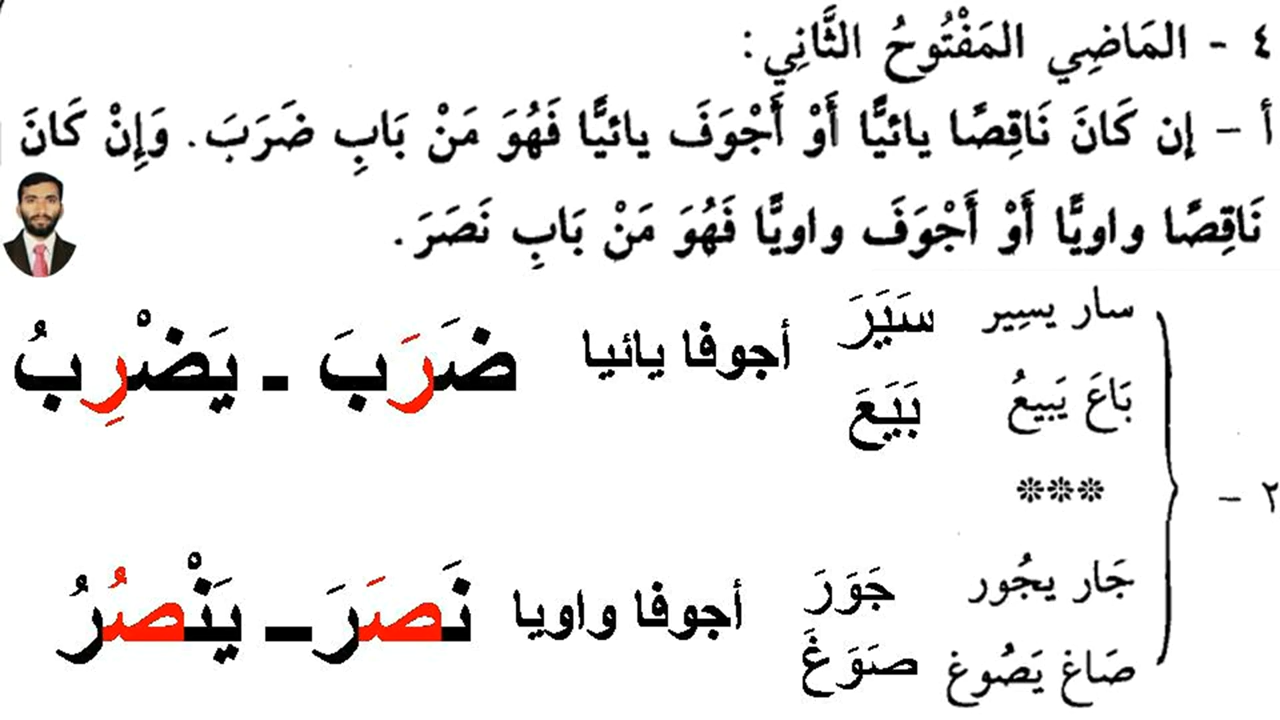 ٤ - المَاضِي المَفْتُوحُ الثَّانِي:
أ - إن كَانَ نَاقِصًا يائيًّا أَوْ أَجْوَفَ يائيًّا فَهُوَ مَنْ بَابِ ضَرَبَ. وَإِنْ كَانَ
نَاقِصًا واويًّا أَوْ أَجْوَفَ واويًّا فَهُوَ مَنْ بَابِ نَصَرَ.
٢ -
سار يسِير
سَيَرَ
أجوفا يائيا
ضَرَبَ - يَضْرِبُ
بَاعَ يَبيعُ
بَيَعَ
***
جَار يجُور
جَوَرَ
أجوفا واويا
نَصَرَ - يَنْصُرُ
صَاغ يَصُوغ
صَوَغَ